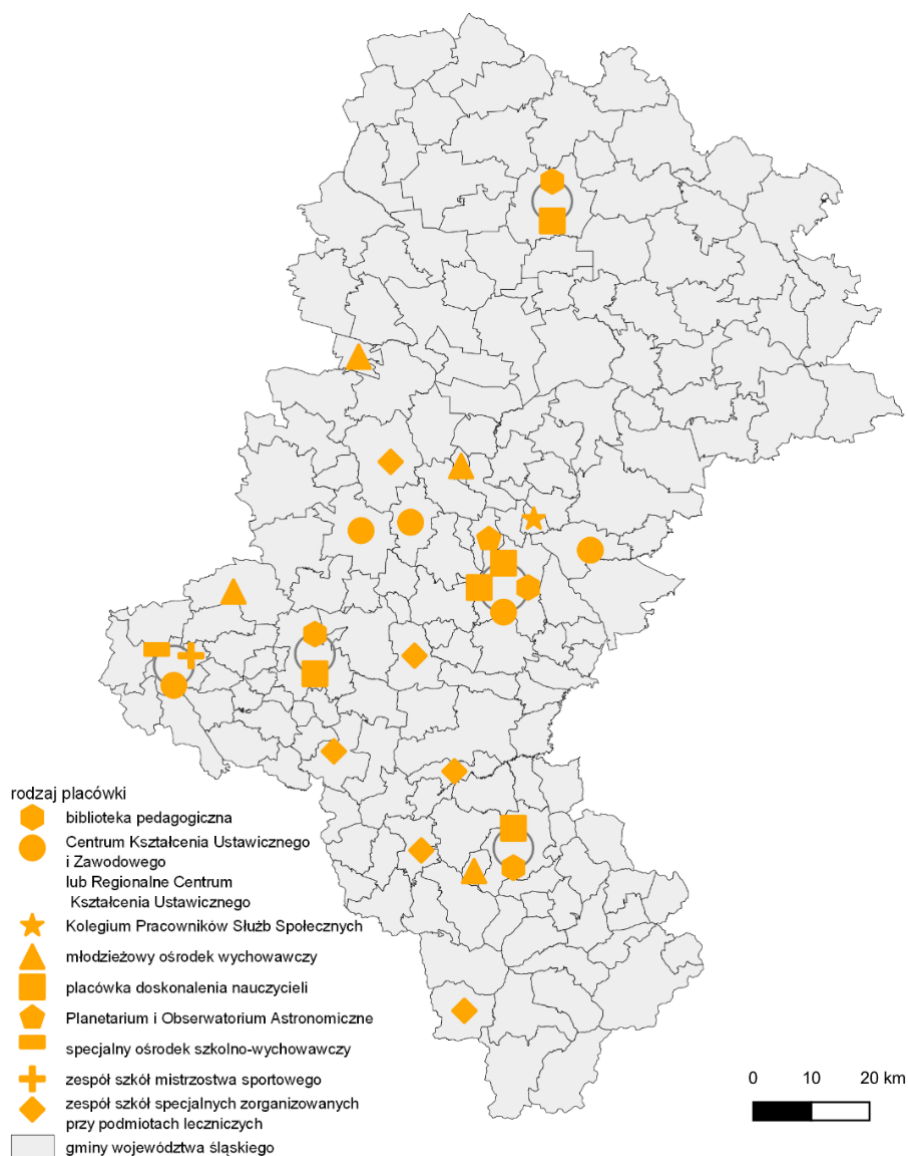 rodzaj placówki
biblioteka pedagogiczna
Centrum Kształcenia Ustawicznego
i Zawodowego
lub Regionalne Centrum
Kształcenia Ustawicznego
Kolegium Pracowników Służb Społecznych
młodzieżowy ośrodek wychowawczy
placówka doskonalenia nauczycieli
Planetarium i Obserwatorium Astronomiczne
specjalny ośrodek szkolno-wychowawczy
zespół szkół mistrzostwa sportowego
zespół szkół specjalnych zorganizowanych
przy podmiotach leczniczych
gminy województwa śląskiego
0 10 20 km